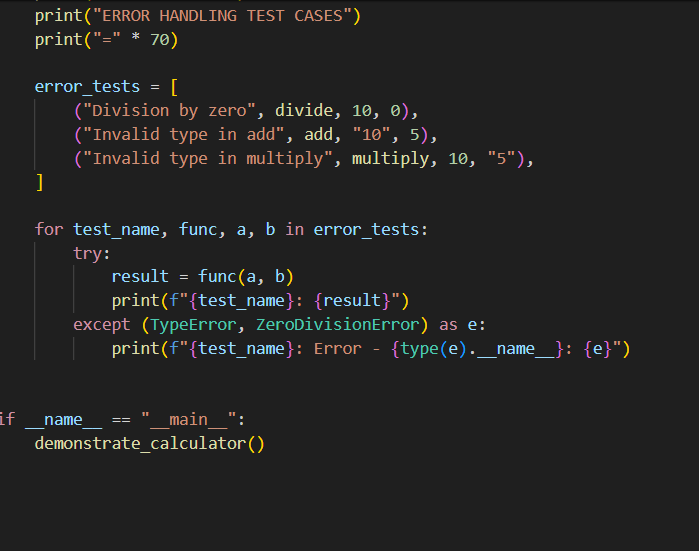 print("ERROR HANDLING TEST CASES")
print("=" * 70)
error_tests = [
("Division by zero", divide, 10, 0),
("Invalid type in add", add, "10", 5),
("Invalid type in multiply", multiply, 10, "5"),
]
for test_name, func, a, b in error_tests:
try:
result = func(a, b)
print(f"{test_name}: {result}")
except (TypeError, ZeroDivisionError) as e:
print(f"{test_name}: Error - {type(e).__name__}: {e}")
if __name__ == "__main__":
demonstrate_calculator()